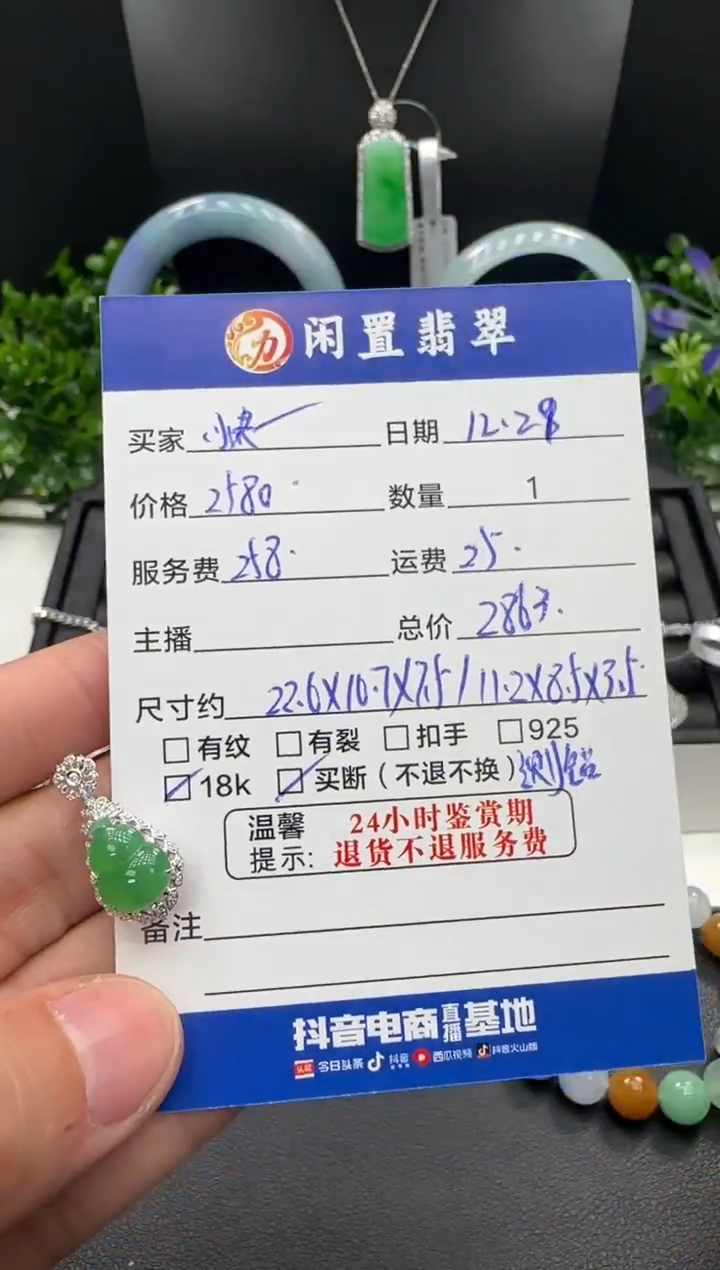 闲置翡翠
买家 日期 12.29
价格 2580 数量 1
服务费 258. 运费 25.
主播 总价 2863.
尺寸约 22.6X10.7X7.5/11.2X8.5X3.5
□有纹 □有裂 □扣手 □925
☑18k ☑买断(不退不换)
温馨 24小时鉴赏期
提示: 退货不退服务费
备注
抖音电商直播基地
头条 今日头条 抖音 西瓜视频 抖音火山版